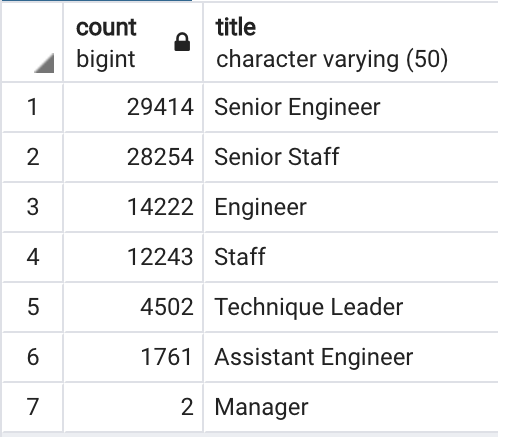 count title
bigint character varying (50)
1 29414 Senior Engineer
2 28254 Senior Staff
3 14222 Engineer
4 12243 Staff
5 4502 Technique Leader
6 1761 Assistant Engineer
7 2 Manager